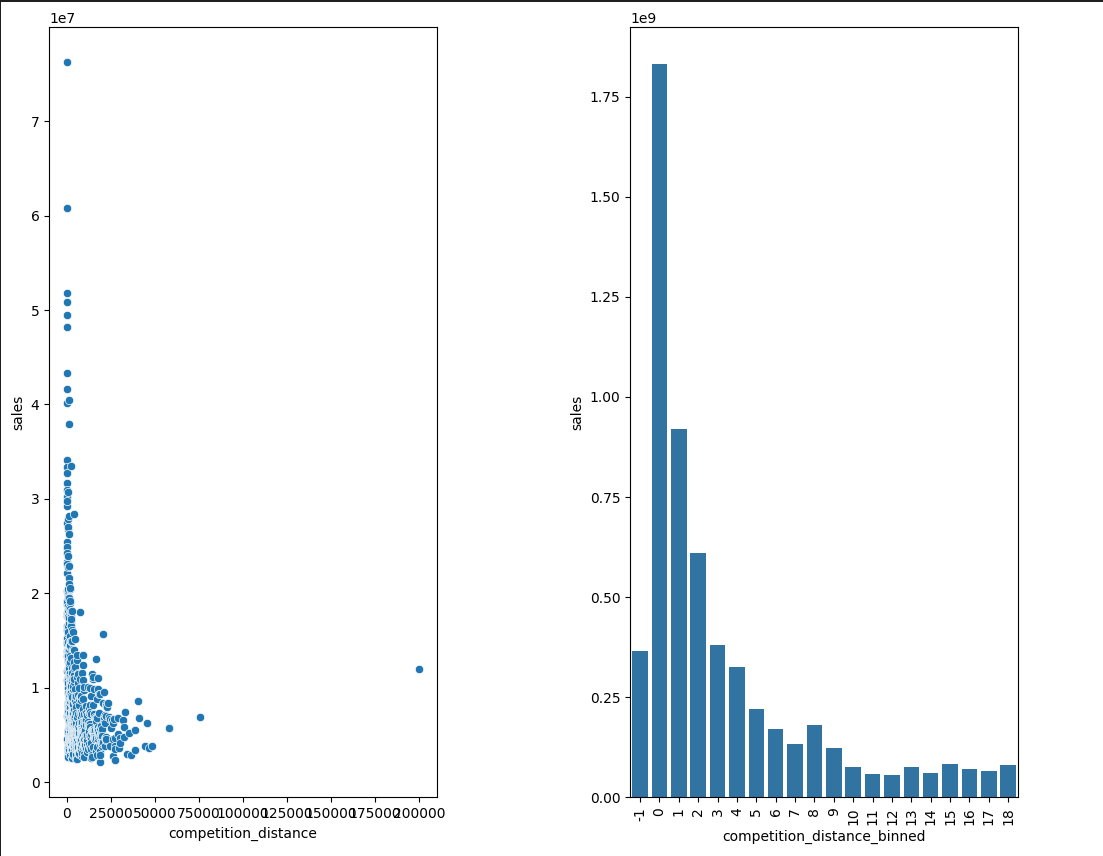 1e7
7
6
5
4
3
2
1
0
sales
0 25000 50000 75000 100000 125000 150000 175000 200000
competition_distance
1e9
1.75
1.50
1.25
1.00
0.75
0.50
0.25
0.00
sales
-1 0 1 2 3 4 5 6 7 8 9 10 11 12 13 14 15 16 17 18
competition_distance_binned